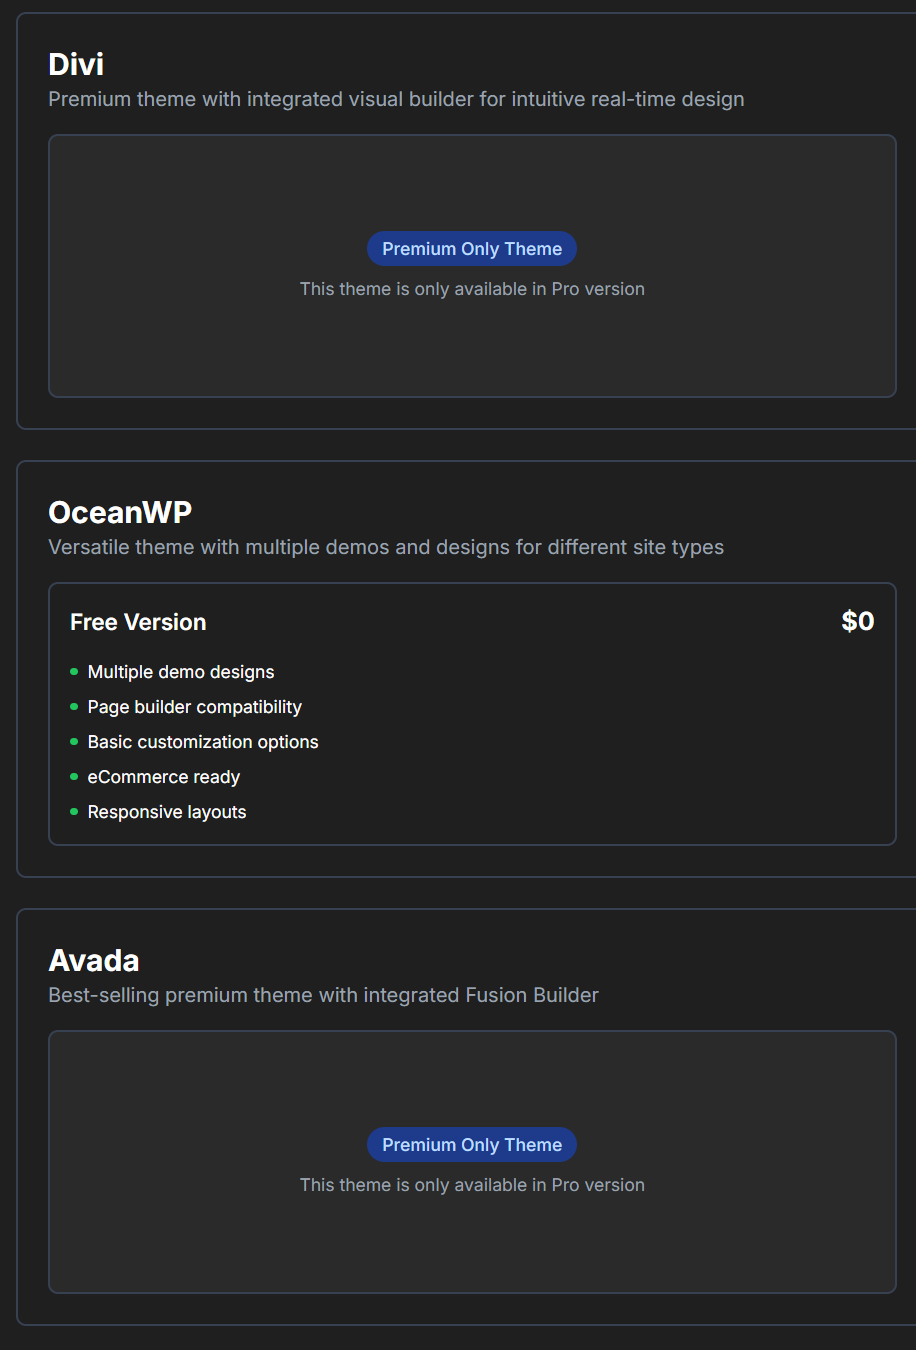 Divi
Premium theme with integrated visual builder for intuitive real-time design
Premium Only Theme
This theme is only available in Pro version
OceanWP
Versatile theme with multiple demos and designs for different site types
Free Version $0
Multiple demo designs
Page builder compatibility
Basic customization options
eCommerce ready
Responsive layouts
Avada
Best-selling premium theme with integrated Fusion Builder
Premium Only Theme
This theme is only available in Pro version